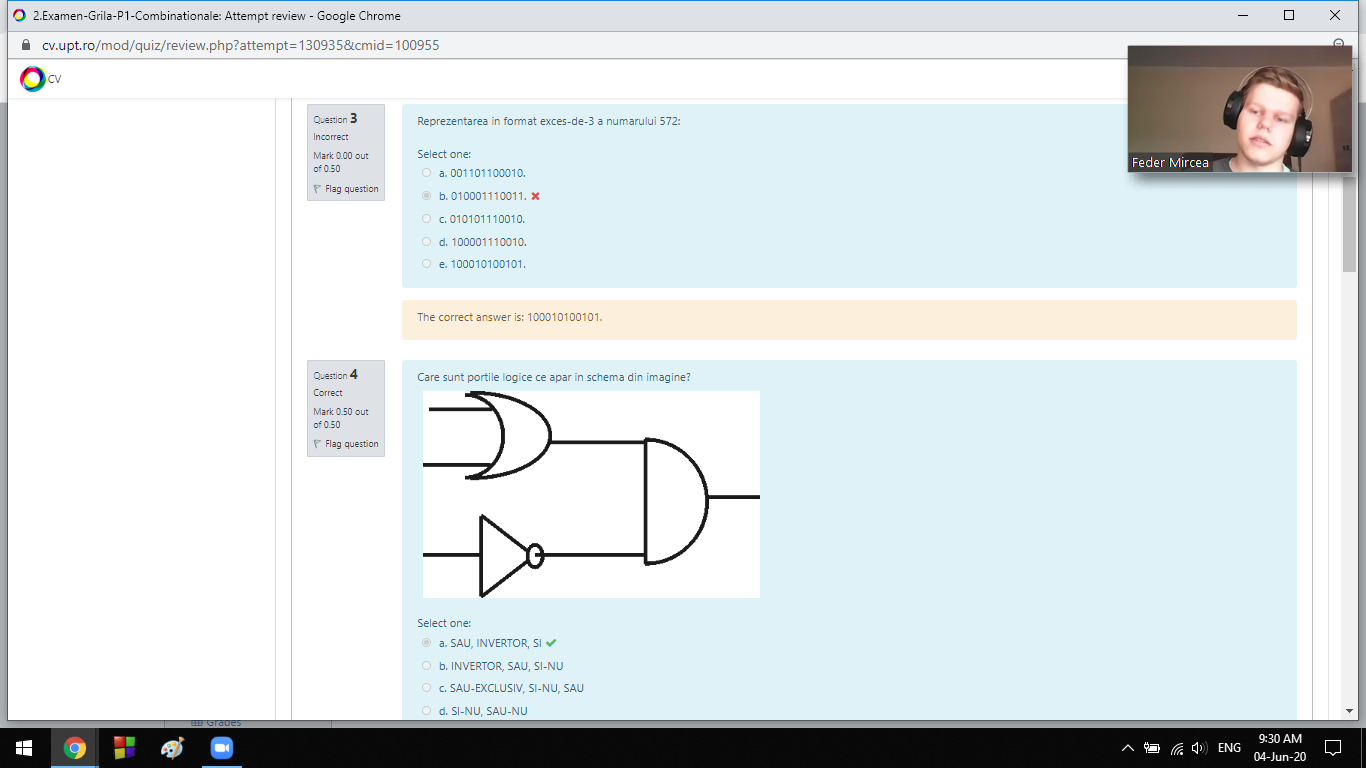 2.Examen-Grila-P1-Combinationale: Attempt review - Google Chrome
cv.upt.ro/mod/quiz/review.php?attempt=130935&cmid=100955
CV
Feder Mircea
Question 3
Incorrect
Mark 0.00 out
of 0.50
Flag question
Reprezentarea in format exces-de-3 a numarului 572:
Select one:
a. 001101100010.
b. 010001110011.
c. 010101110010.
d. 100001110010.
e. 100010100101.
The correct answer is: 100010100101.
Question 4
Correct
Mark 0.50 out
of 0.50
Flag question
Care sunt portile logice ce apar in schema din imagine?
Select one:
a. SAU, INVERTOR, SI
b. INVERTOR, SAU, SI-NU
c. SAU-EXCLUSIV, SI-NU, SAU
d. SI-NU, SAU-NU
Grades
ENG
9:30 AM
04-Jun-20